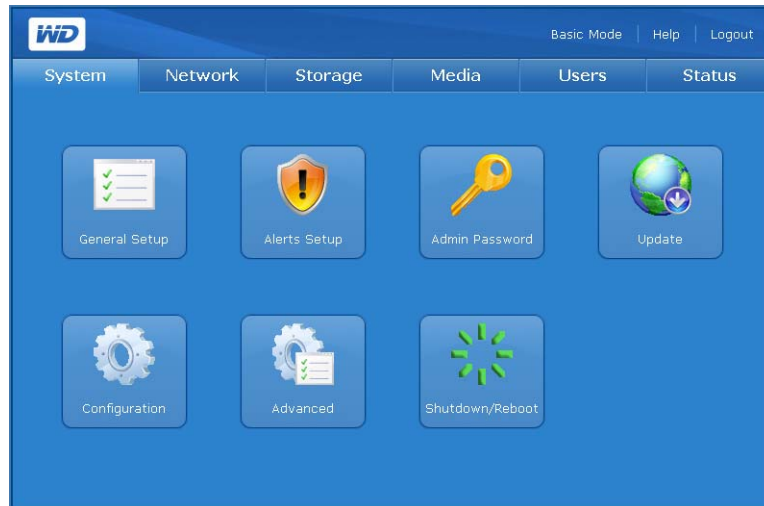 WD
Basic Mode | Help | Logout
System Network Storage Media Users Status
General Setup Alerts Setup Admin Password Update
Configuration Advanced Shutdown/Reboot